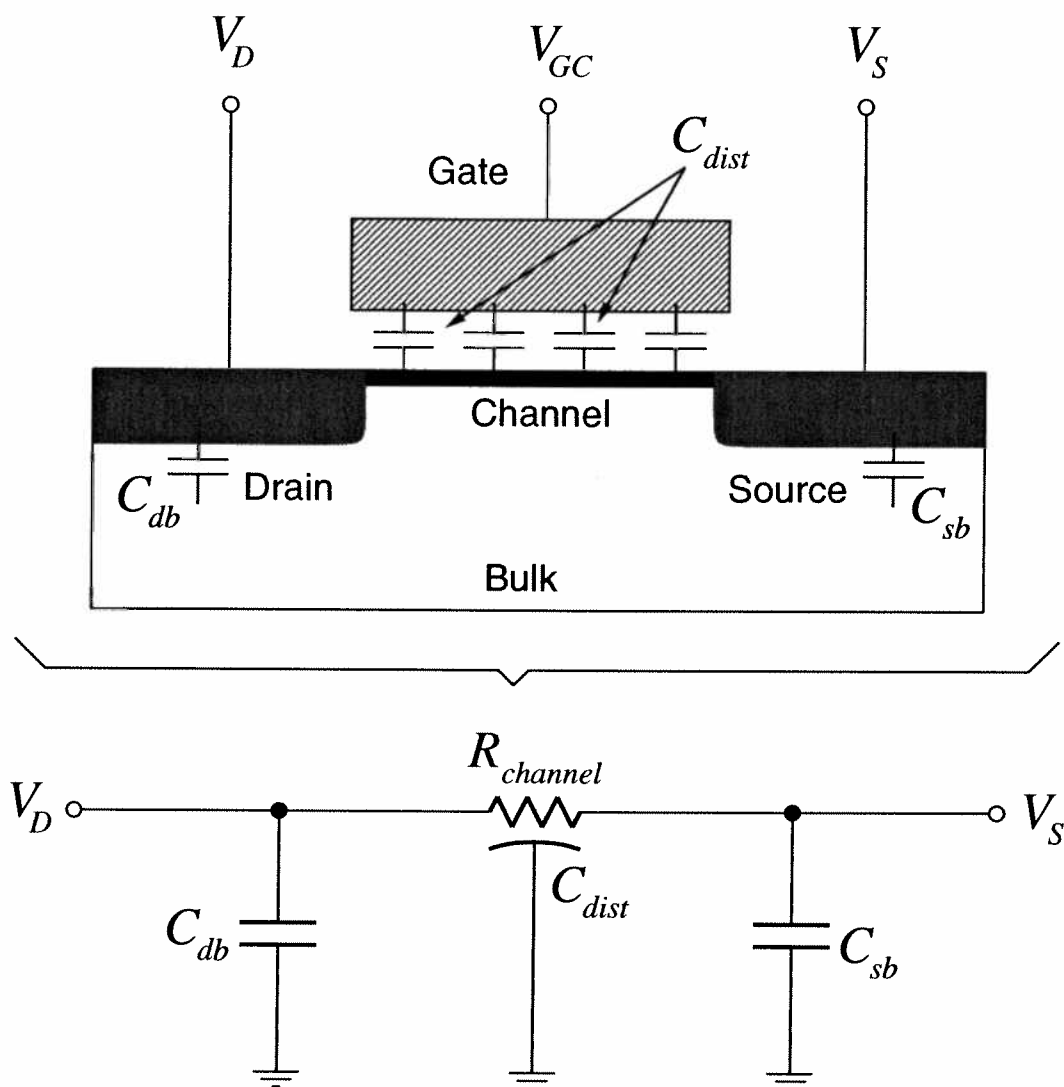 V_D V_GC V_S
C_dist
Gate
Channel
Drain Source
C_db C_sb
Bulk
R_channel
V_D V_S
C_dist
C_db C_sb